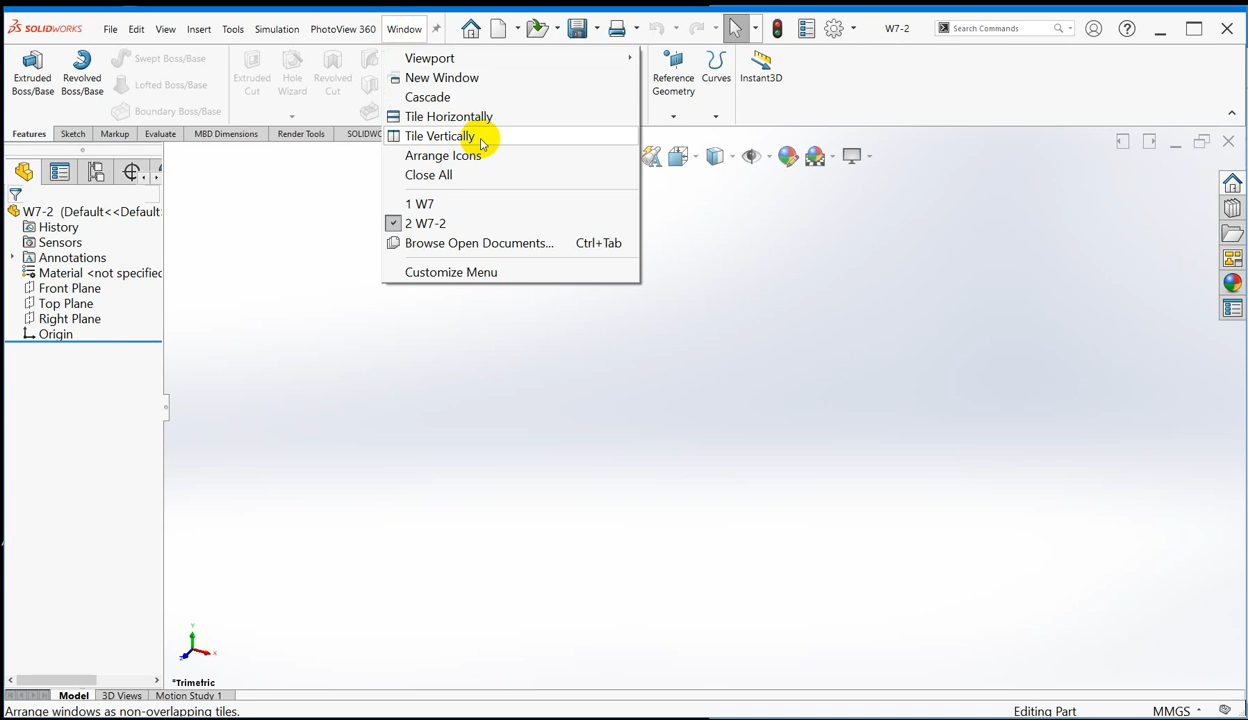 SOLIDWORKS File Edit View Insert Tools Simulation PhotoView 360 Window W7-2 Search Commands
Extruded Boss/Base
Revolved Boss/Base
Swept Boss/Base
Lofted Boss/Base
Boundary Boss/Base
Extruded Cut
Hole Wizard
Revolved Cut
Reference Geometry
Curves
Instant3D
Features Sketch Markup Evaluate MBD Dimensions Render Tools SOLIDWO
Viewport
New Window
Cascade
Tile Horizontally
Tile Vertically
Arrange Icons
Close All
1 W7
2 W7-2
Browse Open Documents... Ctrl+Tab
Customize Menu
W7-2 (Default<<Default
History
Sensors
Annotations
Material <not specified
Front Plane
Top Plane
Right Plane
Origin
Y
X
Z
*Trimetric
Model 3D Views Motion Study 1
Arrange windows as non-overlapping tiles. Editing Part MMGS